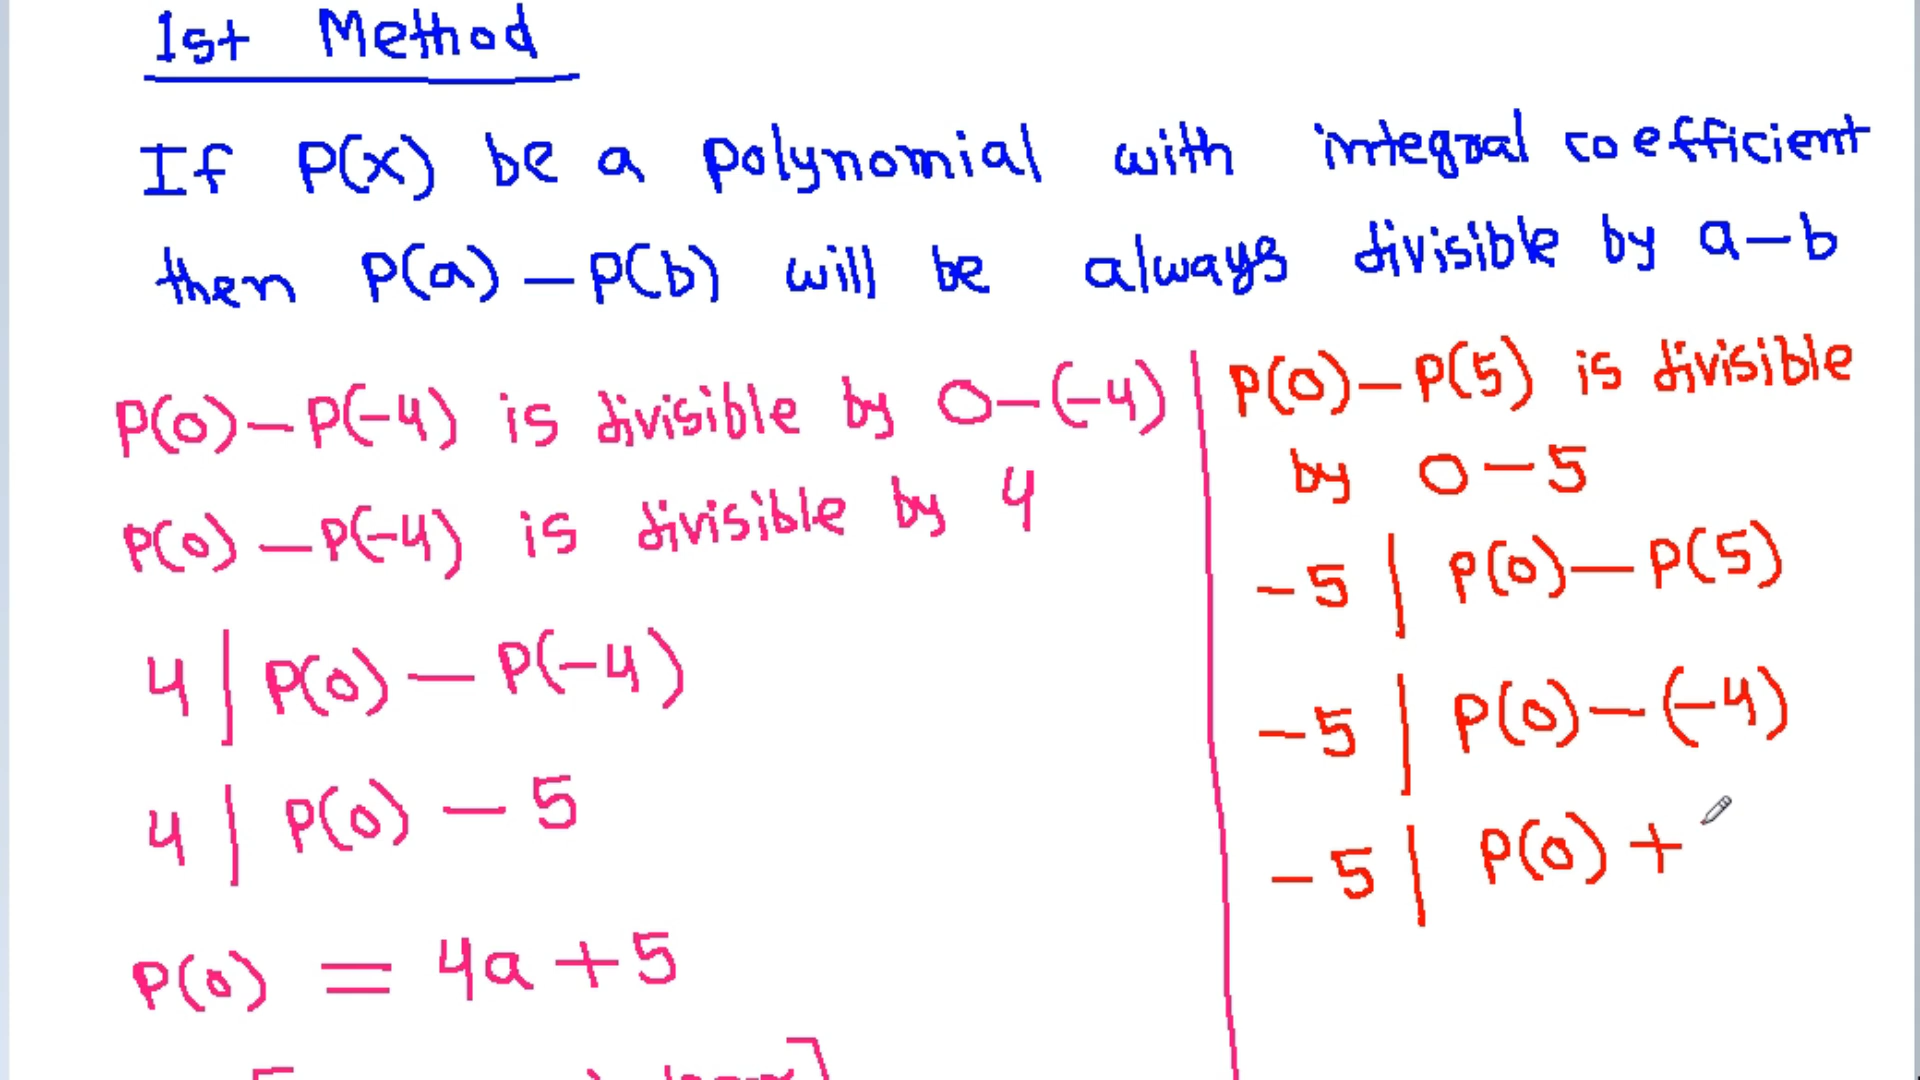 1st Method
If P(x) be a polynomial with integral coefficient
then P(a) – P(b) will be always divisible by a – b
P(0) – P(-4) is divisible by 0 – (-4)
P(0) – P(-4) is divisible by 4
4 | P(0) – P(-4)
4 | P(0) – 5
P(0) = 4a + 5
P(0) – P(5) is divisible
by 0 – 5
-5 | P(0) – P(5)
-5 | P(0) – (-4)
-5 | P(0) +